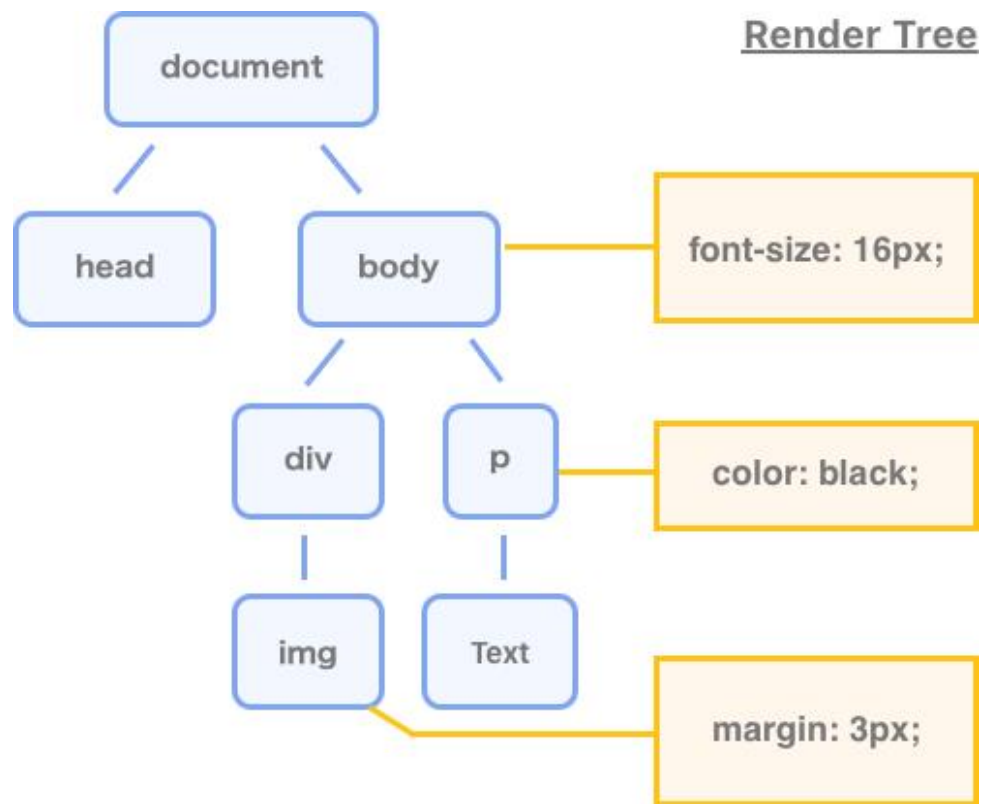 Render Tree
document
head
body
font-size: 16px;
div
p
color: black;
img
Text
margin: 3px;